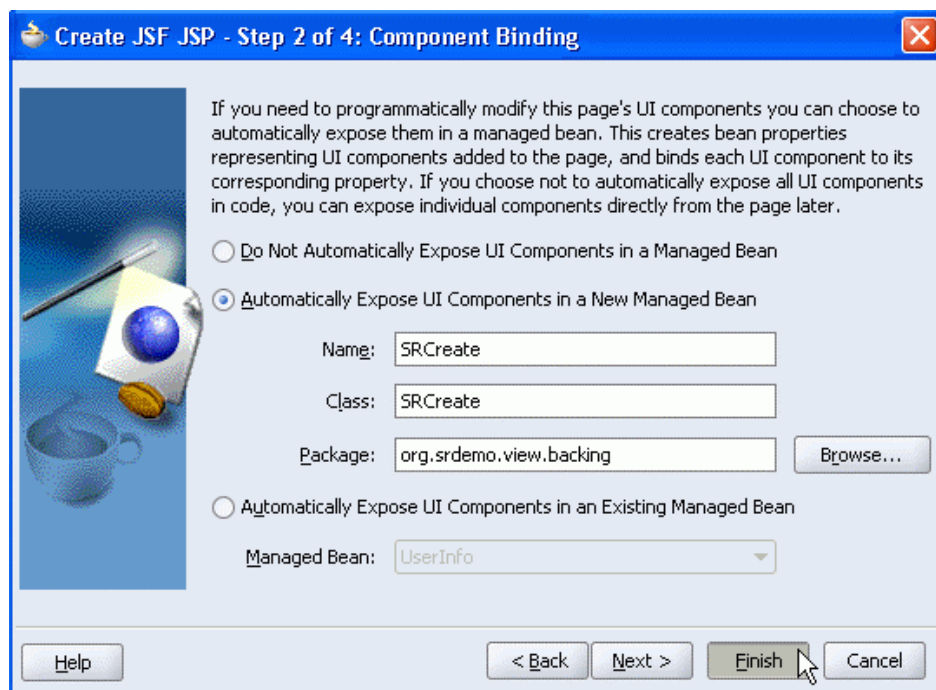 Create JSF JSP - Step 2 of 4: Component Binding
If you need to programmatically modify this page's UI components you can choose to
automatically expose them in a managed bean. This creates bean properties
representing UI components added to the page, and binds each UI component to its
corresponding property. If you choose not to automatically expose all UI components
in code, you can expose individual components directly from the page later.
Do Not Automatically Expose UI Components in a Managed Bean
Automatically Expose UI Components in a New Managed Bean
Name: SRCreate
Class: SRCreate
Package: org.srdemo.view.backing Browse...
Automatically Expose UI Components in an Existing Managed Bean
Managed Bean: UserInfo
Help < Back Next > Finish Cancel